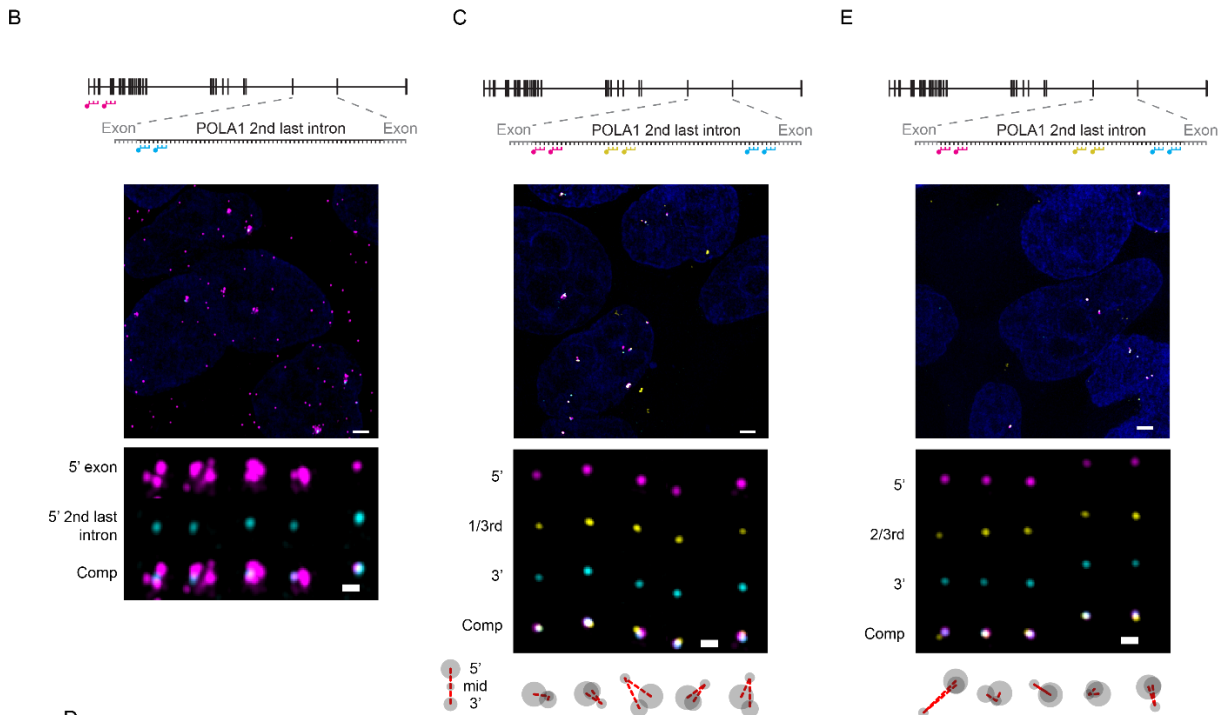 B
Exon POLA1 2nd last intron Exon
5' exon
5' 2nd last
intron
Comp
C
Exon POLA1 2nd last intron Exon
5'
1/3rd
3'
Comp
5'
mid
3'
E
Exon POLA1 2nd last intron Exon
5'
2/3rd
3'
Comp